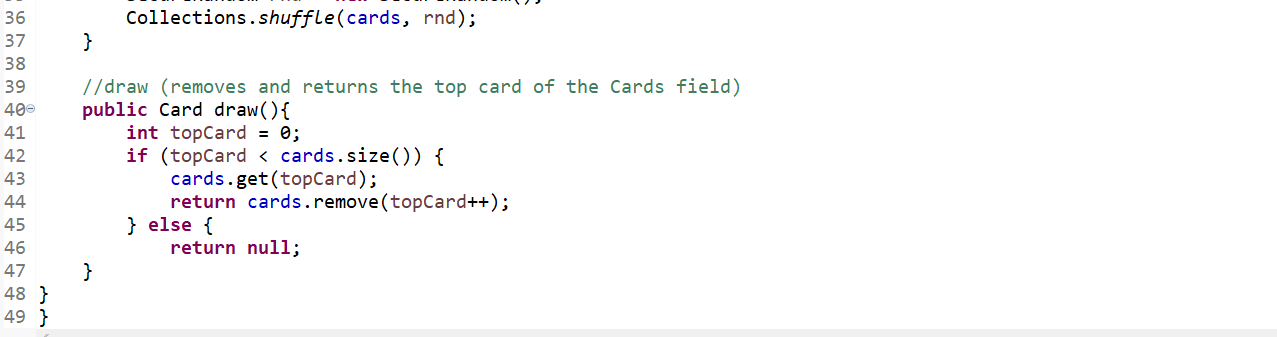 36 Collections.shuffle(cards, rnd);
37 }
38
39 //draw (removes and returns the top card of the Cards field)
40 public Card draw(){
41 int topCard = 0;
42 if (topCard < cards.size()) {
43 cards.get(topCard);
44 return cards.remove(topCard++);
45 } else {
46 return null;
47 }
48 }
49 }